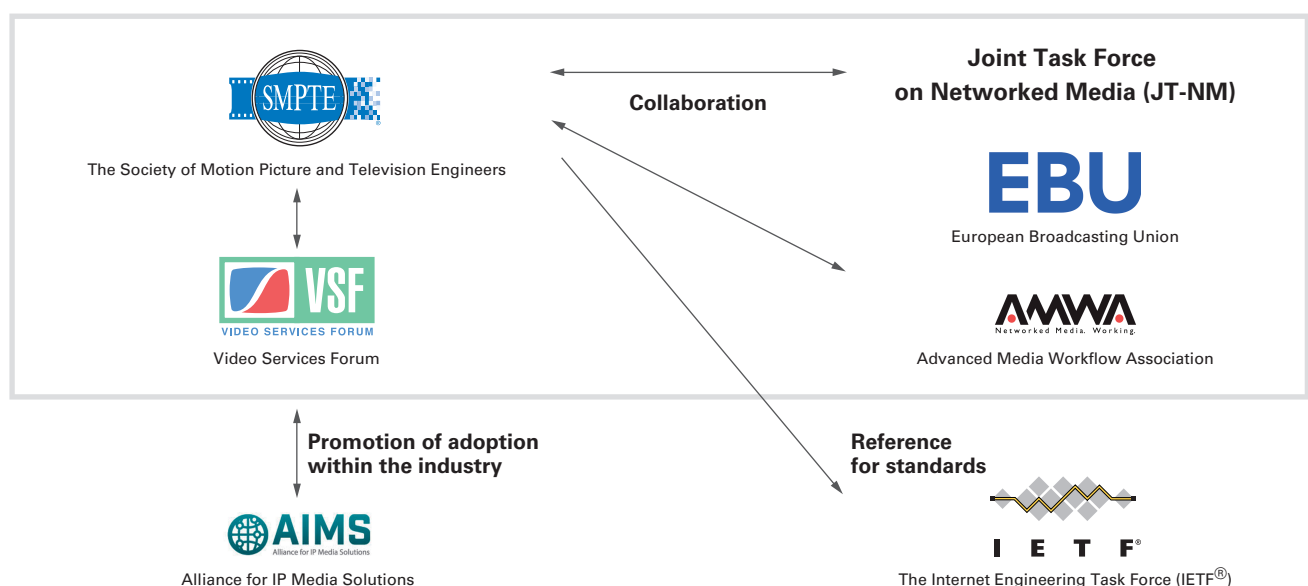 Joint Task Force
on Networked Media (JT-NM)
SMPTE
®
Collaboration
The Society of Motion Picture and Television Engineers
EBU
European Broadcasting Union
VSF
VIDEO SERVICES FORUM
Video Services Forum
AMWA
Networked Media. Working.
Advanced Media Workflow Association
Promotion of adoption
within the industry
Reference
for standards
AIMS
Alliance for IP Media Solutions
Alliance for IP Media Solutions
I E T F®
The Internet Engineering Task Force (IETF®)